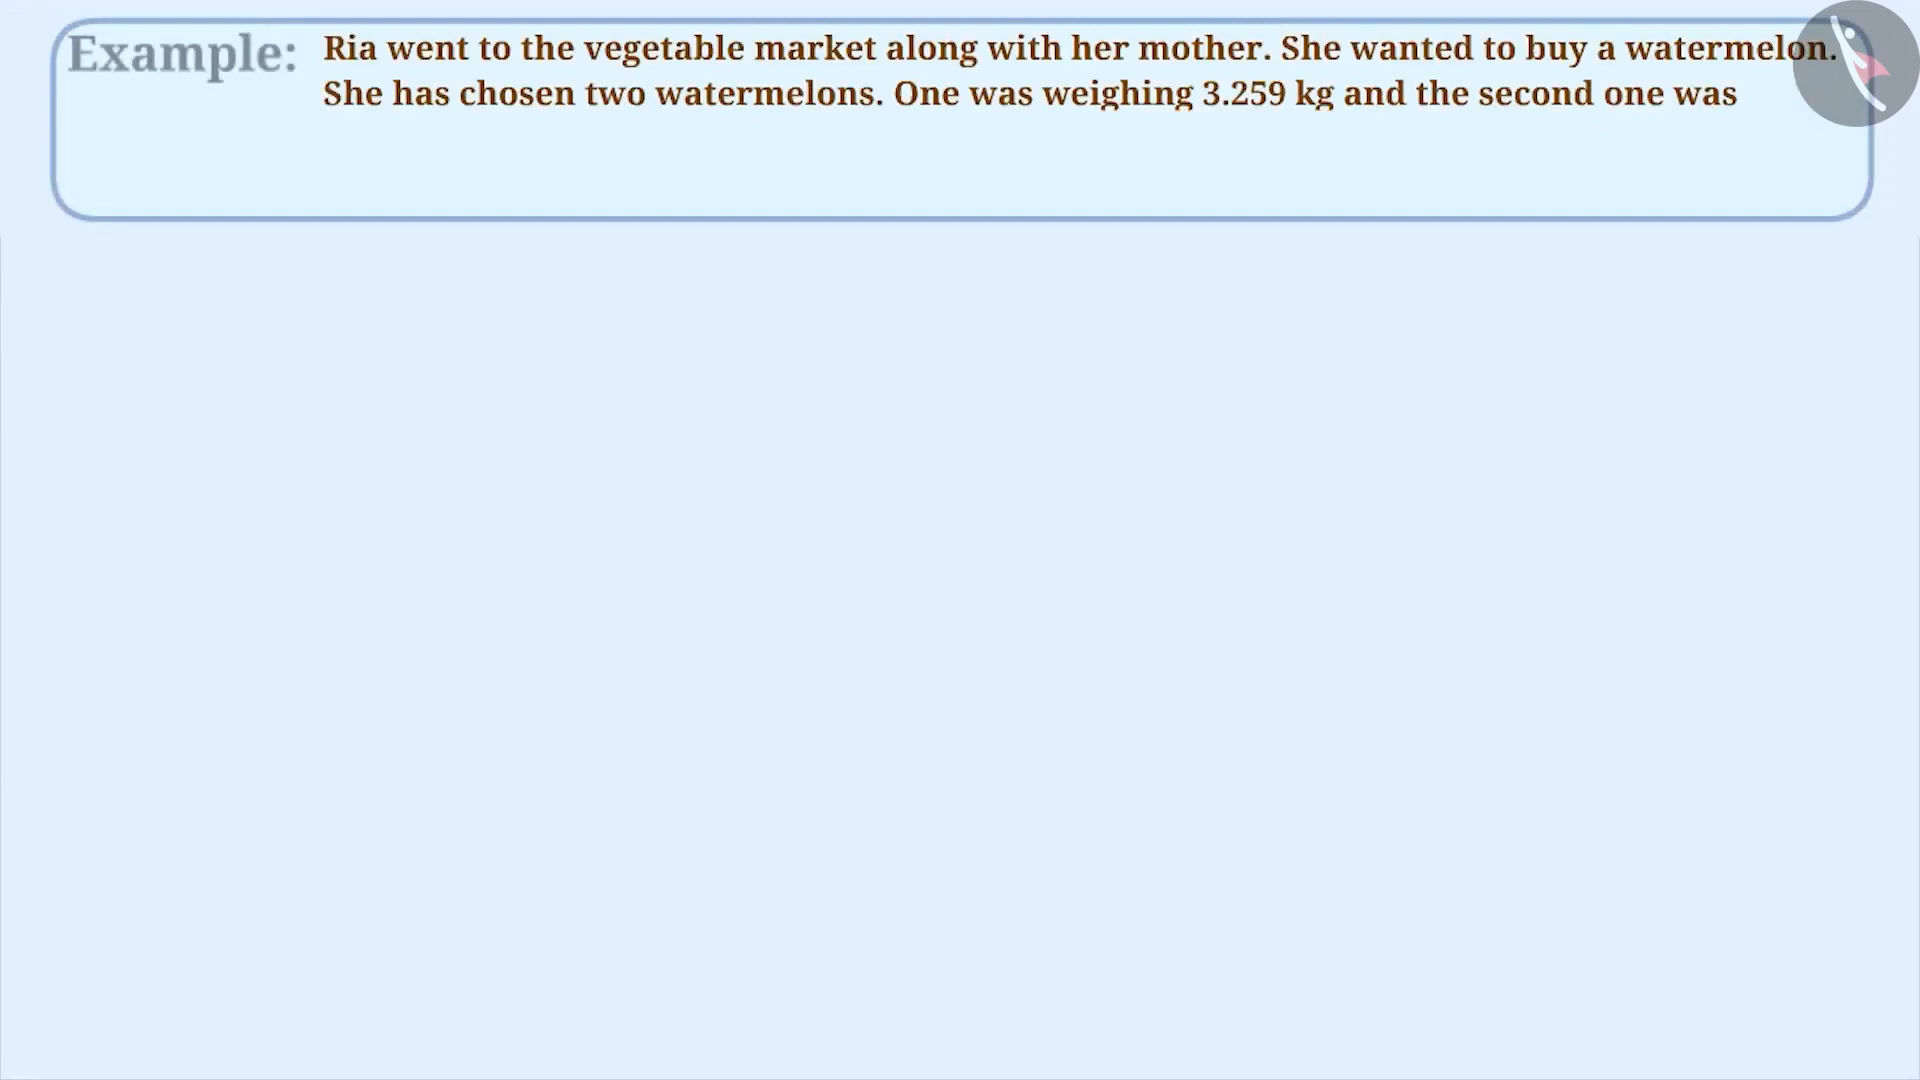 Example: Ria went to the vegetable market along with her mother. She wanted to buy a watermelon.
She has chosen two watermelons. One was weighing 3.259 kg and the second one was